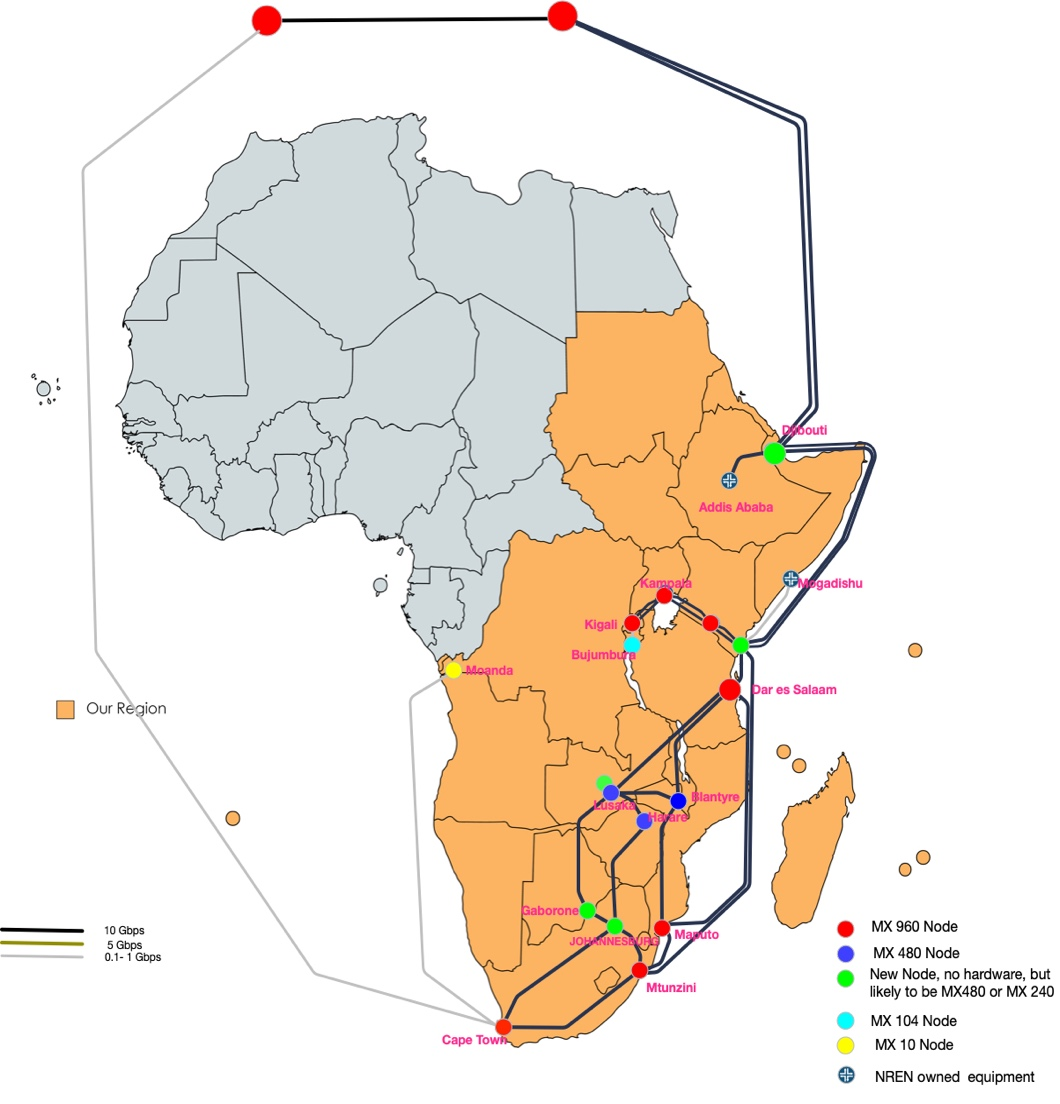 Djibouti
Addis Ababa
Kampala
Mogadishu
Kigali
Bujumbura
Moanda
Dar es Salaam
Our Region
Lusaka
Blantyre
Harare
Gaborone
JOHANNESBURG
Maputo
Mtunzini
Cape Town
10 Gbps
5 Gbps
0.1- 1 Gbps
MX 960 Node
MX 480 Node
New Node, no hardware, but
likely to be MX480 or MX 240
MX 104 Node
MX 10 Node
NREN owned equipment